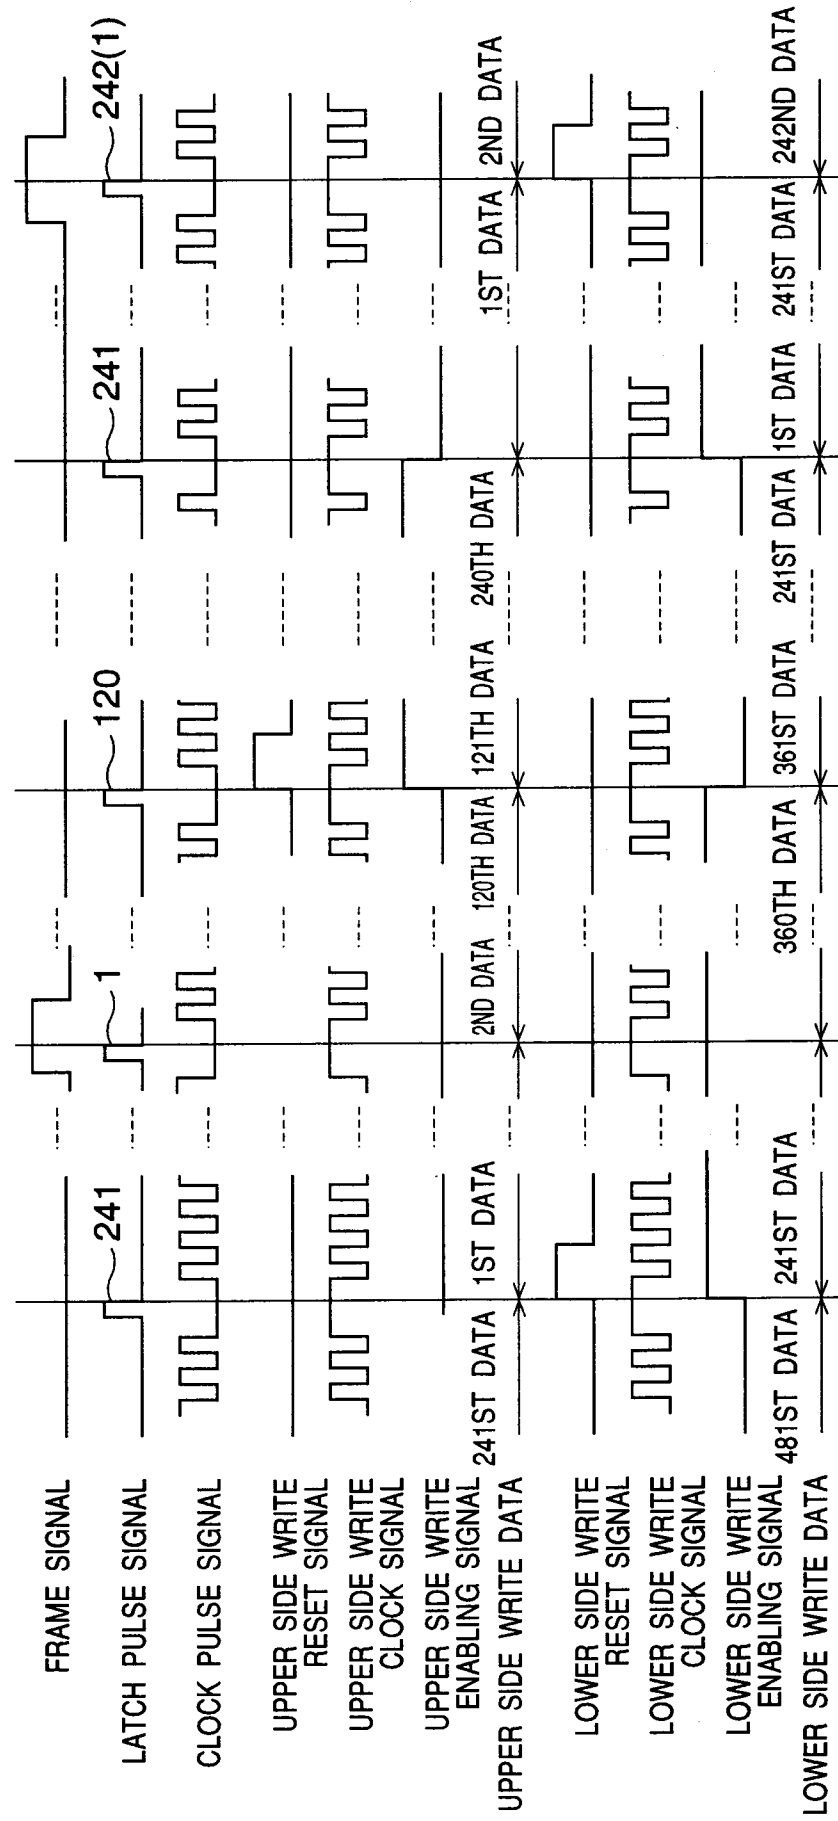 FRAME SIGNAL
LATCH PULSE SIGNAL
241
1
120
241
242(1)
CLOCK PULSE SIGNAL
UPPER SIDE WRITE
RESET SIGNAL
UPPER SIDE WRITE
CLOCK SIGNAL
UPPER SIDE WRITE
ENABLING SIGNAL
UPPER SIDE WRITE DATA
241ST DATA
1ST DATA
2ND DATA
120TH DATA
121TH DATA
240TH DATA
1ST DATA
2ND DATA
LOWER SIDE WRITE
RESET SIGNAL
LOWER SIDE WRITE
CLOCK SIGNAL
LOWER SIDE WRITE
ENABLING SIGNAL
LOWER SIDE WRITE DATA
481ST DATA
241ST DATA
360TH DATA
361ST DATA
241ST DATA
1ST DATA
241ST DATA
242ND DATA